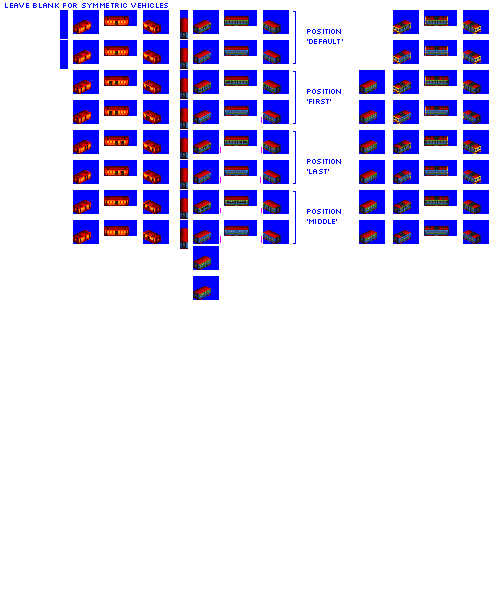 LEAVE BLANK FOR SYMMETRIC VEHICLES
POSITION
'DEFAULT'
POSITION
'FIRST'
POSITION
'LAST'
POSITION
'MIDDLE'